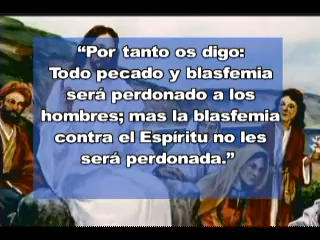 “Por tanto os digo:
Todo pecado y blasfemia
será perdonado a los
hombres; mas la blasfemia
contra el Espíritu no les
será perdonada.”